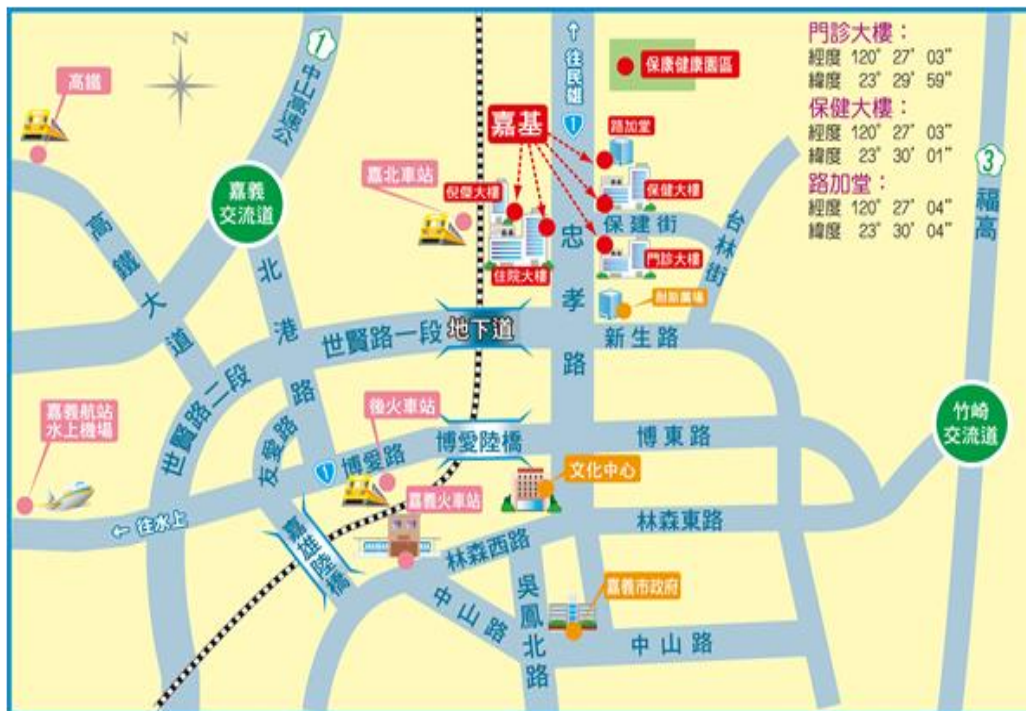 N
高鐵
1
中山高速公
嘉義
交流道
嘉北車站
嘉基
倪傑大樓
住院大樓
↑往民雄
1
保康健康園區
路加堂
保健大樓
保建街
門診大樓
耐斯廣場
台林街
門診大樓：
經度 120° 27' 03"
緯度 23° 29' 59"
保健大樓：
經度 120° 27' 03"
緯度 23° 30' 01"
路加堂：
經度 120° 27' 04"
緯度 23° 30' 04"
3
福高
高鐵大道
北港路
世賢路一段
地下道
忠孝路
新生路
世賢路二段
友愛路
嘉義航站
水上機場
後火車站
1
博愛路
博愛陸橋
博東路
竹崎
交流道
文化中心
←往水上
嘉雄陸橋
嘉義火車站
林森西路
林森東路
中山路
吳鳳北路
嘉義市政府
中山路